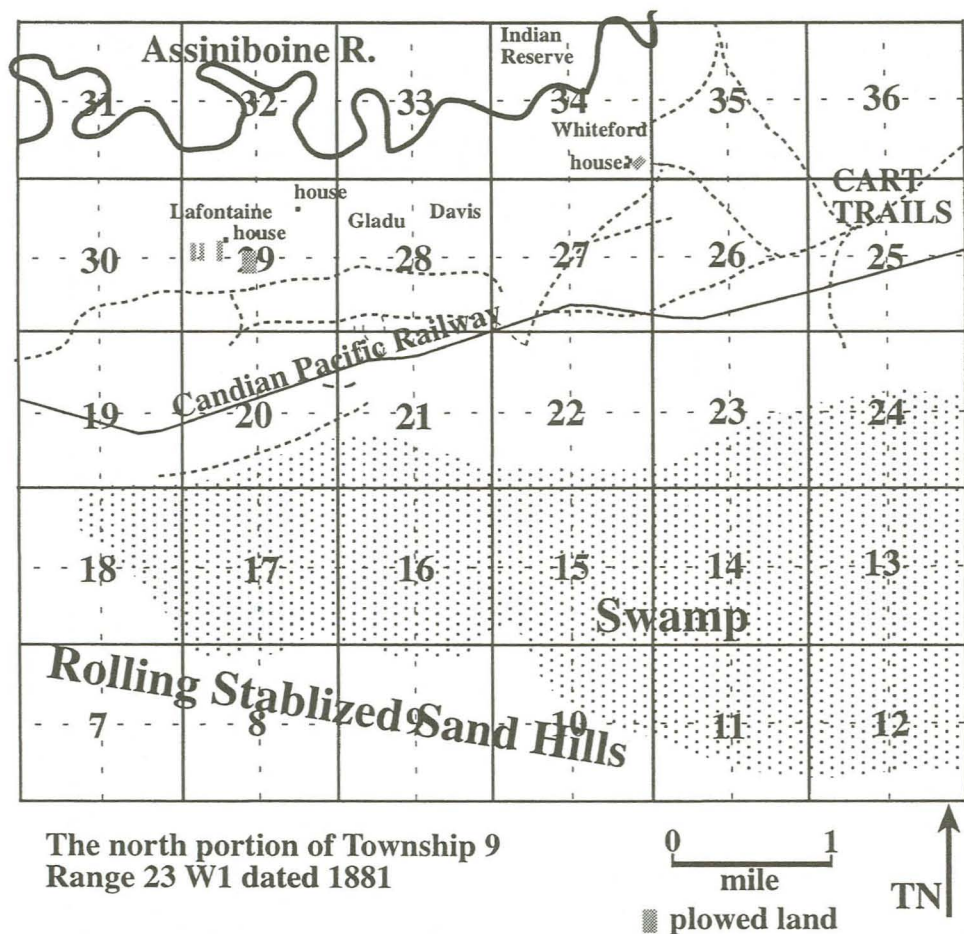 Assiniboine R.
Indian
Reserve
31 32 33 34 35 36
Whiteford
house
CART
TRAILS
house
Lafontaine
house
Gladu
Davis
30 29 28 27 26 25
Candian Pacific Railway
19 20 21 22 23 24
18 17 16 15 14 13
Swamp
Rolling Stablized Sand Hills
7 8 9 10 11 12
The north portion of Township 9
Range 23 W1 dated 1881
0 1
mile
plowed land
TN